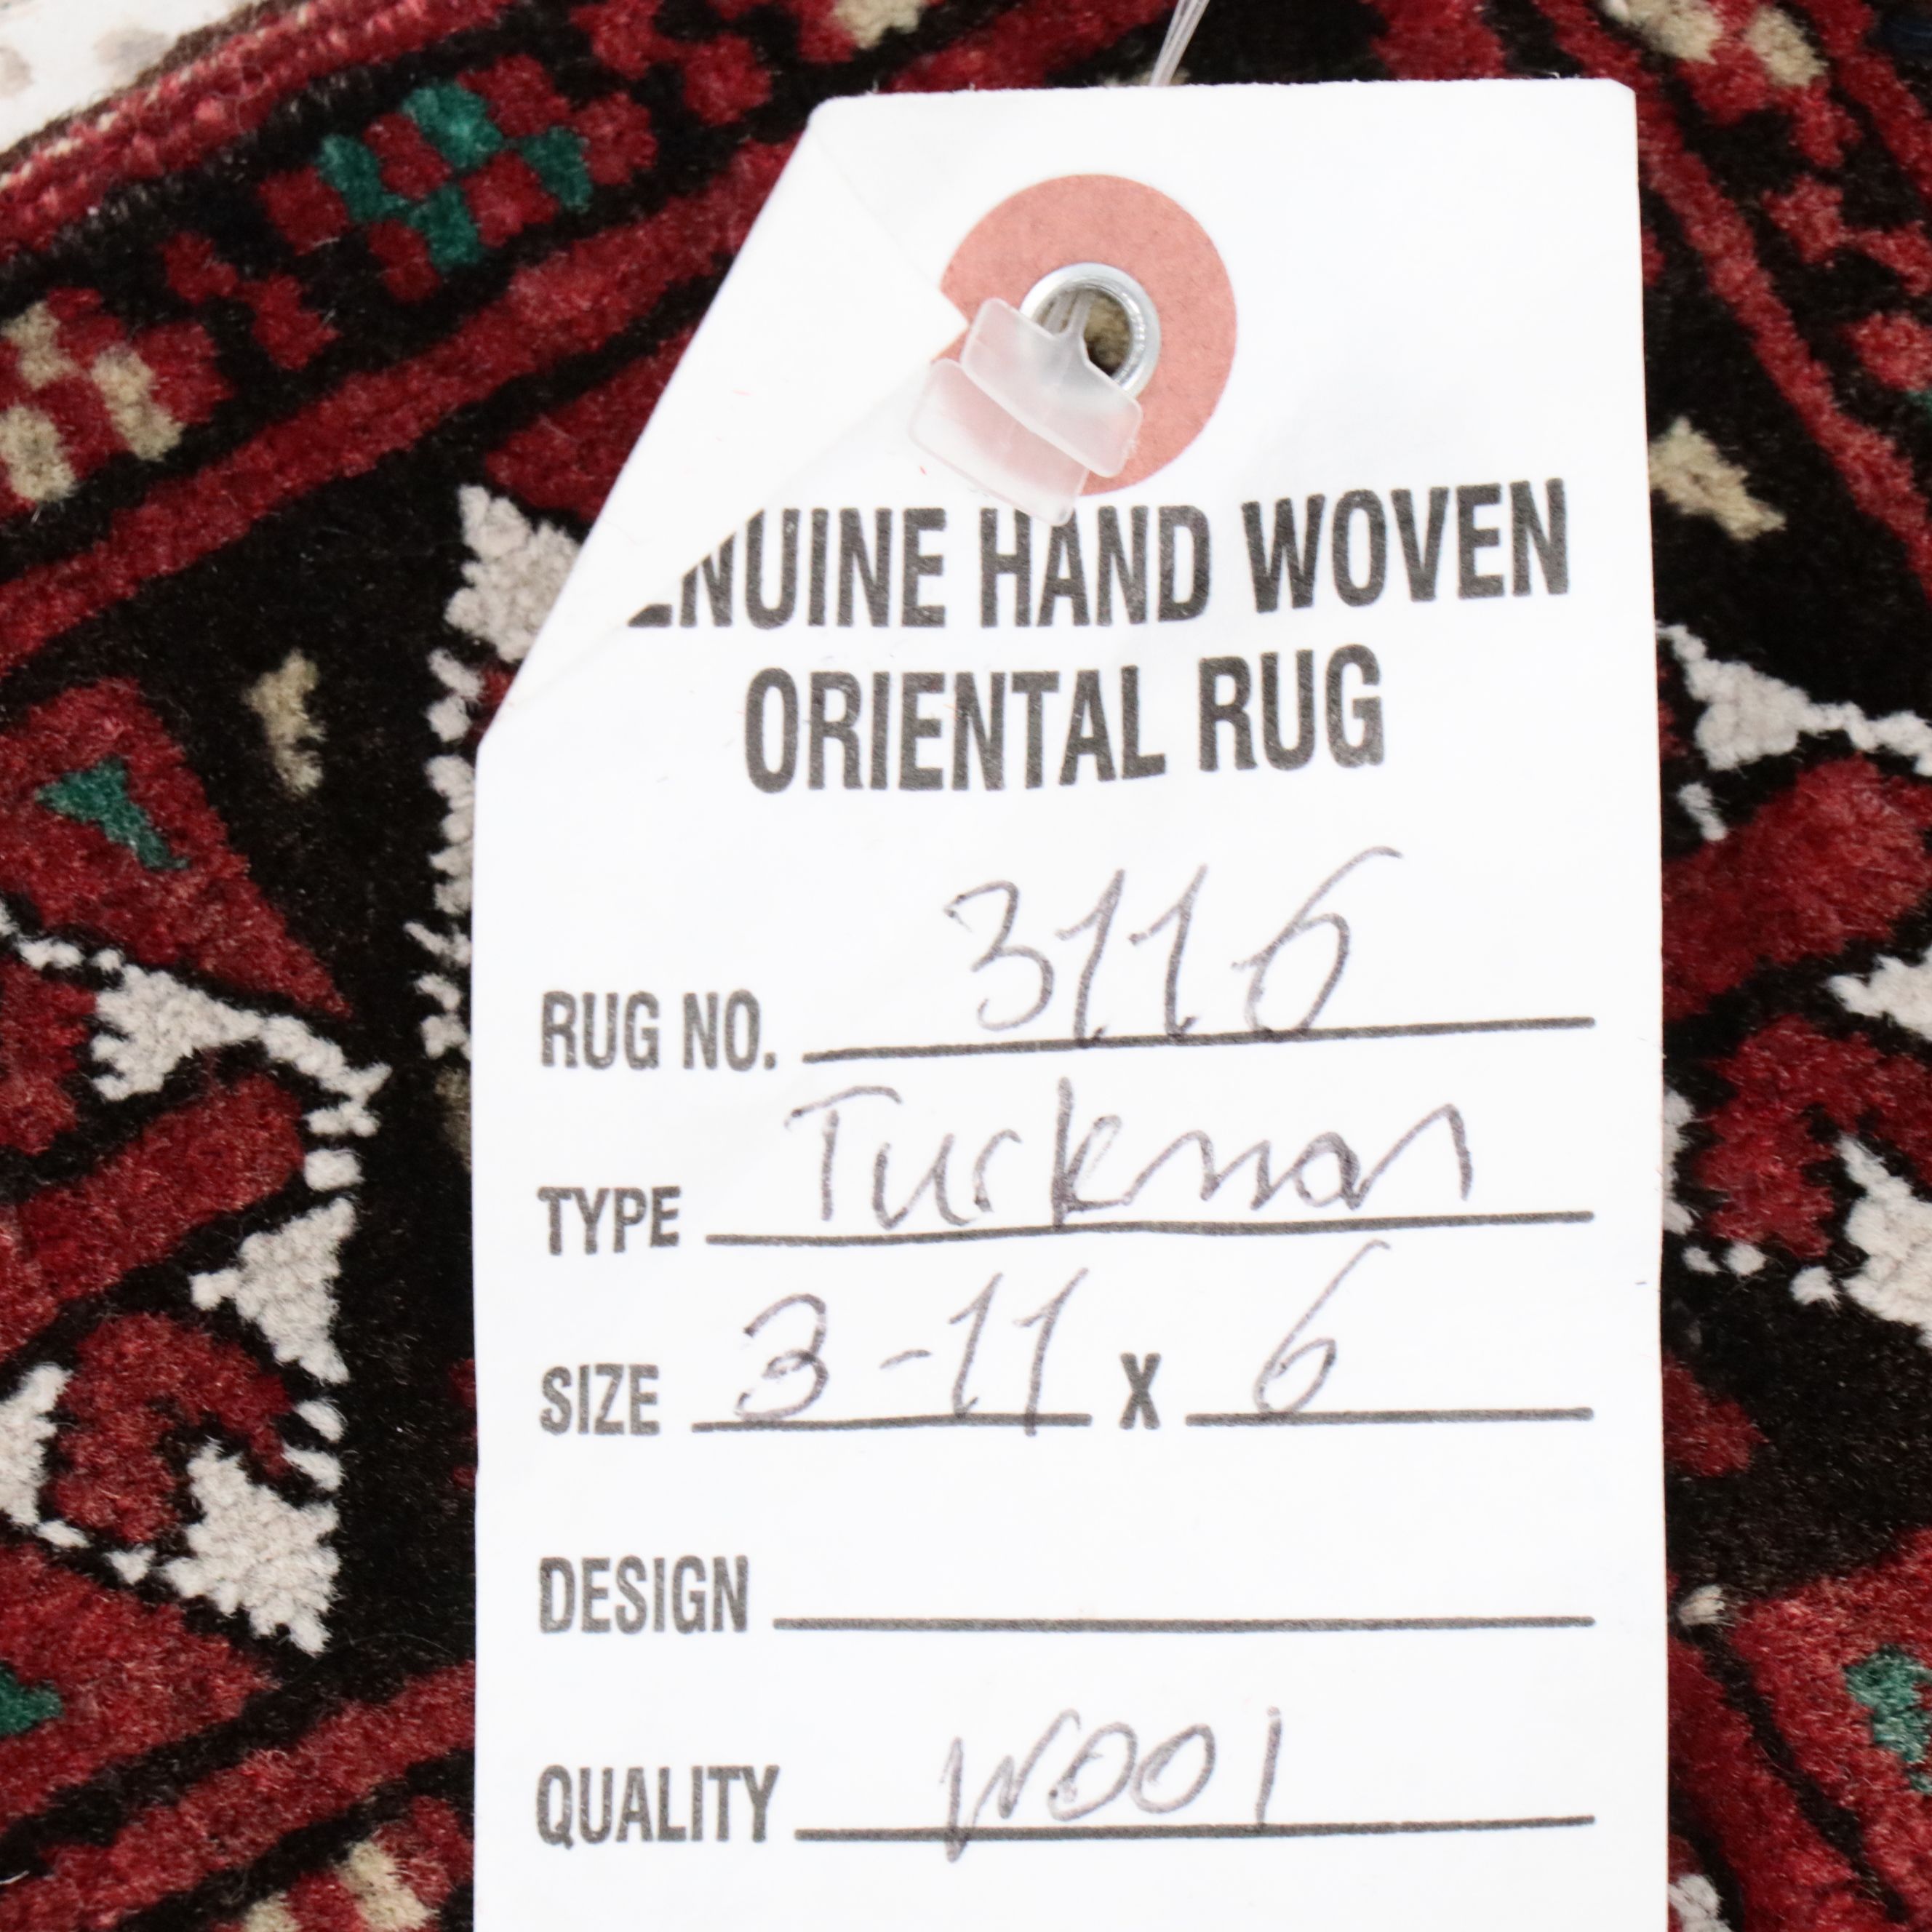 ENUINE HAND WOVEN
ORIENTAL RUG
RUG NO. 3116
TYPE Turkman
SIZE 3-11 X 6
DESIGN
QUALITY Wool